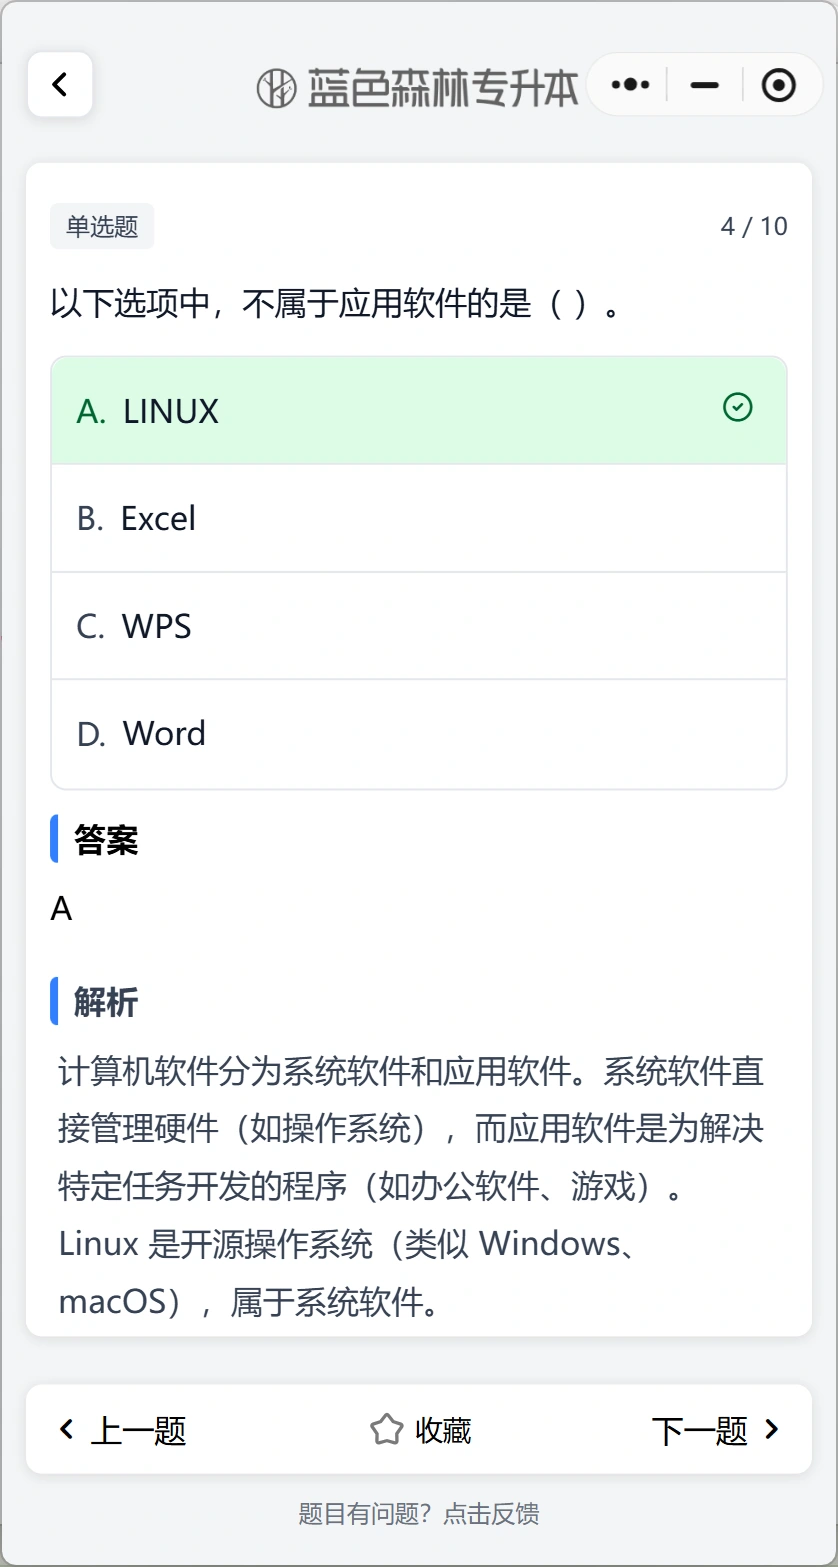 蓝色森林专升本
单选题
4 / 10
以下选项中，不属于应用软件的是（ ）。
A. LINUX
B. Excel
C. WPS
D. Word
答案
A
解析
计算机软件分为系统软件和应用软件。系统软件直
接管理硬件（如操作系统），而应用软件是为解决
特定任务开发的程序（如办公软件、游戏）。
Linux 是开源操作系统（类似 Windows、
macOS），属于系统软件。
上一题
收藏
下一题
题目有问题？点击反馈